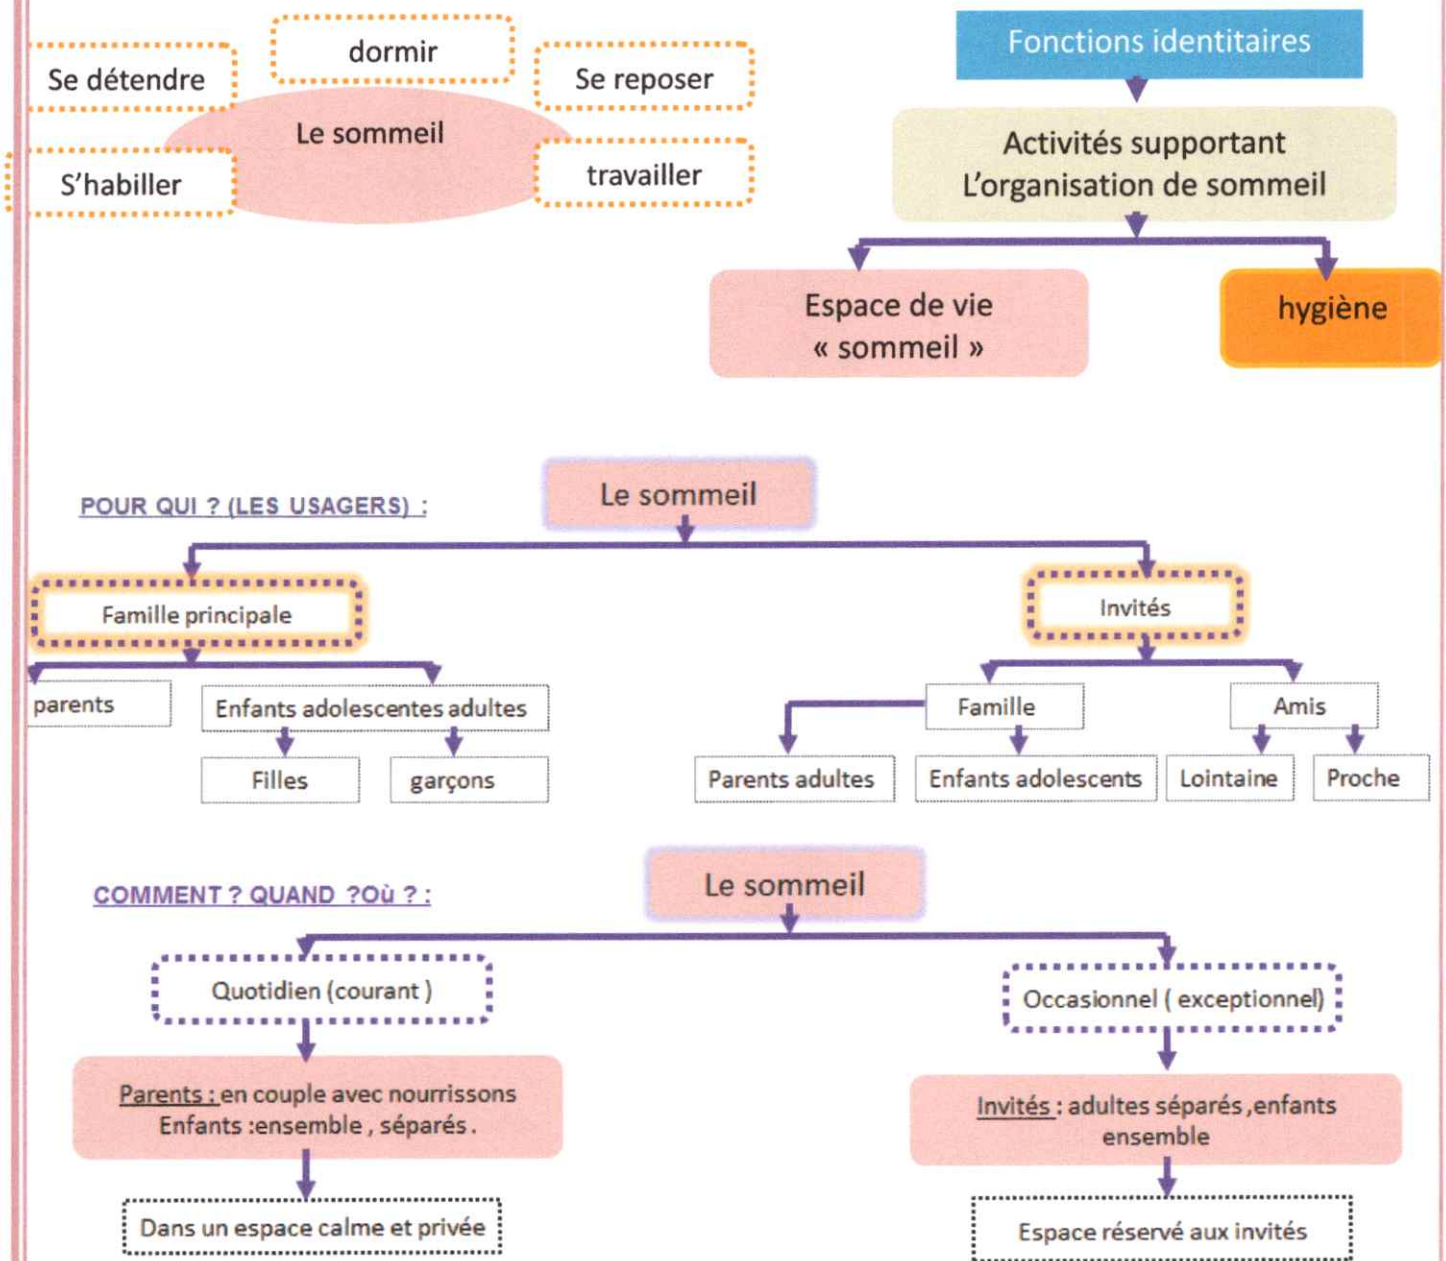 dormir
Se détendre
Se reposer
Le sommeil
S'habiller
travailler
Fonctions identitaires
Activités supportant
L'organisation de sommeil
Espace de vie
« sommeil »
hygiène
POUR QUI ? (LES USAGERS) :
Le sommeil
Famille principale
Invités
parents
Enfants adolescentes adultes
Famille
Amis
Filles
garçons
Parents adultes
Enfants adolescents
Lointaine
Proche
COMMENT ? QUAND ?Où ? :
Le sommeil
Quotidien (courant )
Occasionnel ( exceptionnel)
Parents : en couple avec nourrissons
Enfants :ensemble , séparés .
Invités : adultes séparés ,enfants
ensemble
Dans un espace calme et privée
Espace réservé aux invités